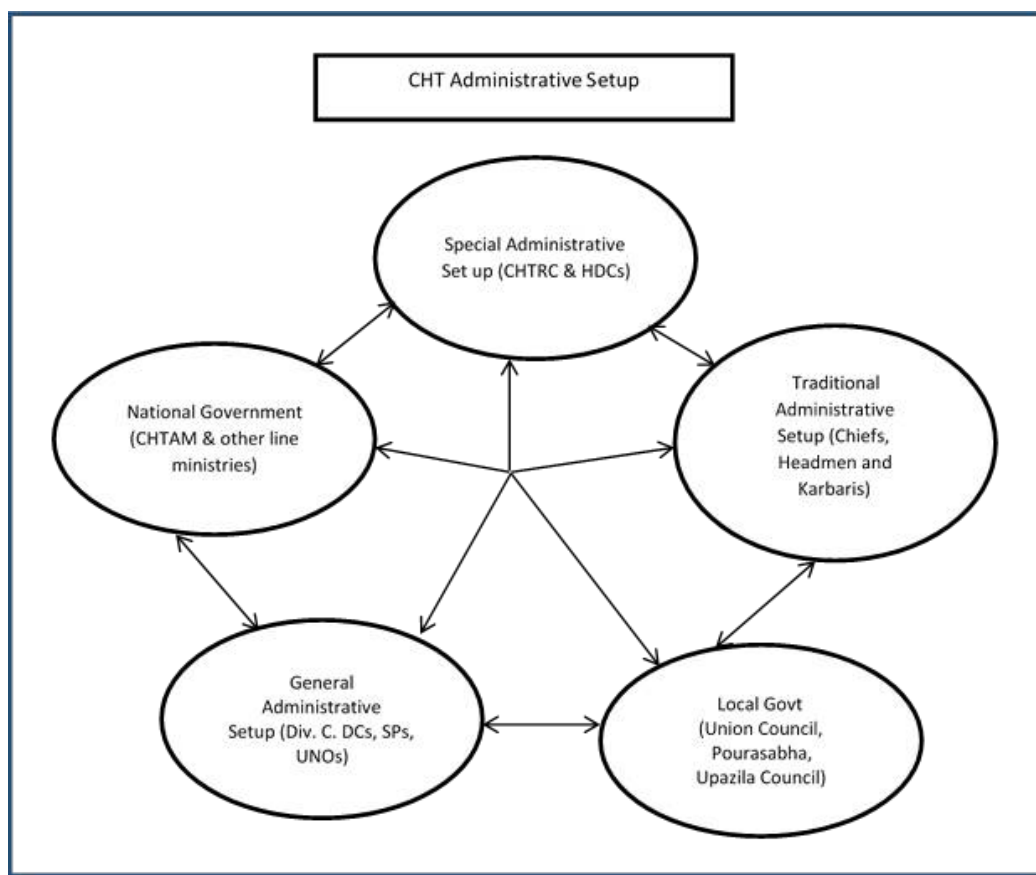 CHT Administrative Setup
Special Administrative
Set up (CHTRC & HDCs)
National Government
(CHTAM & other line
ministries)
Traditional
Administrative
Setup (Chiefs,
Headmen and
Karbaris)
General
Administrative
Setup (Div. C. DCs, SPs,
UNOs)
Local Govt
(Union Council,
Pourasabha,
Upazila Council)